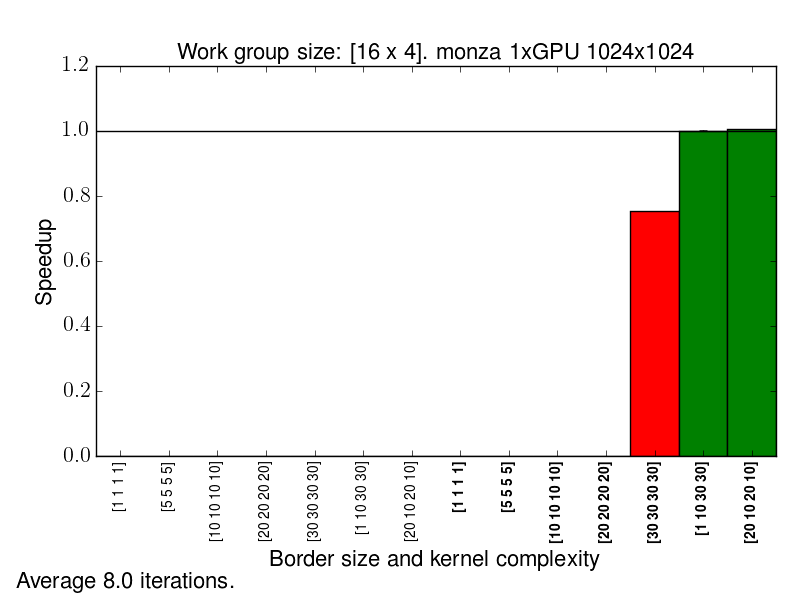 Work group size: [16 x 4]. monza 1xGPU 1024x1024
1.2
1.0
0.8
0.6
0.4
0.2
0.0
Speedup
[1 1 1 1]
[5 5 5 5]
[10 10 10 10]
[20 20 20 20]
[30 30 30 30]
[1 10 30 30]
[20 10 20 10]
[1 1 1 1]
[5 5 5 5]
[10 10 10 10]
[20 20 20 20]
[30 30 30 30]
[1 10 30 30]
[20 10 20 10]
Border size and kernel complexity
Average 8.0 iterations.